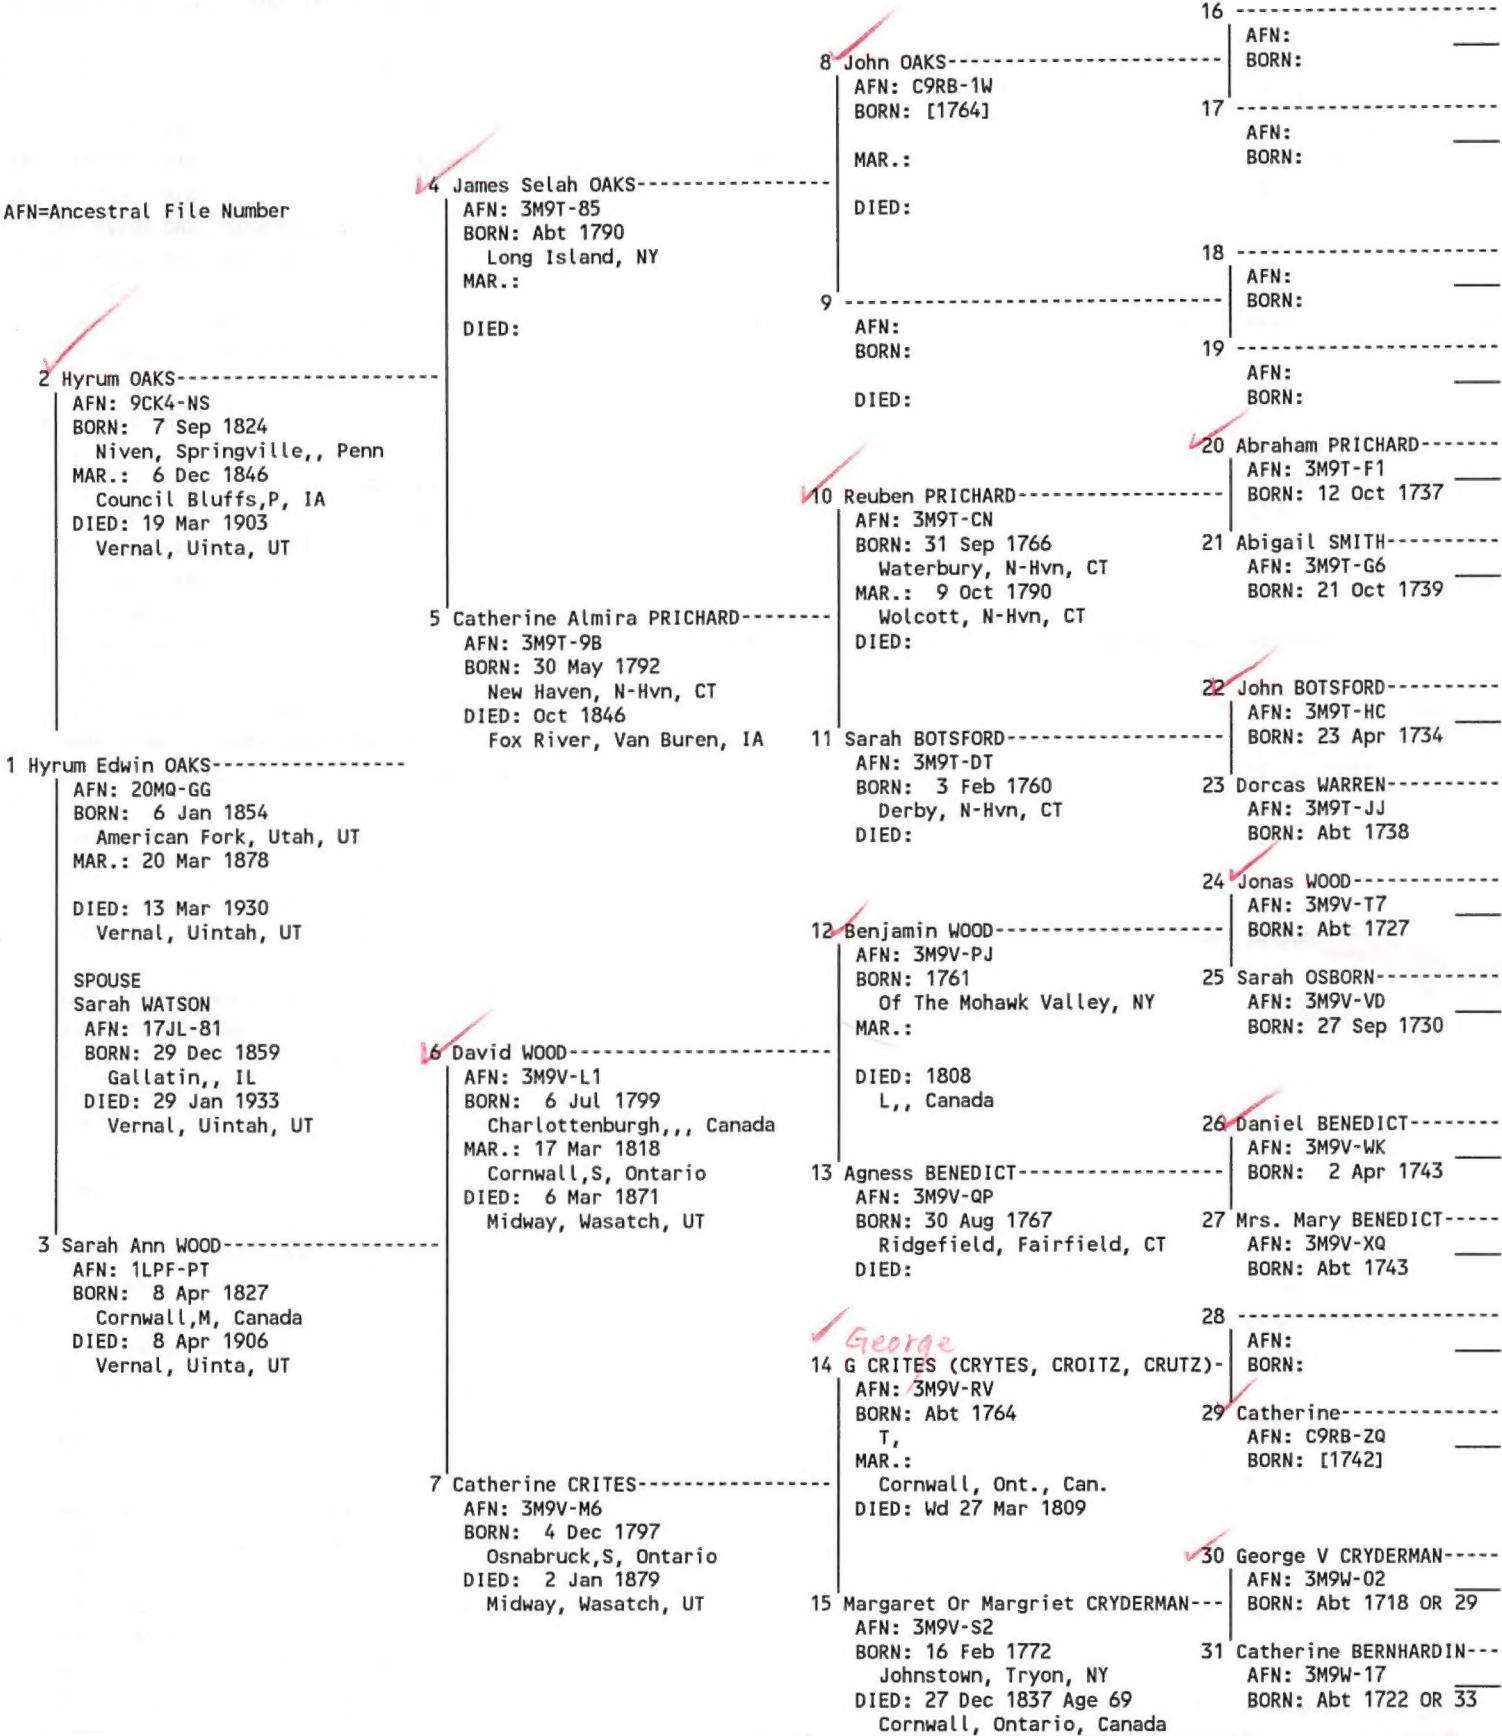 AFN=Ancestral File Number
1 Hyrum Edwin OAKS----------------
AFN: 20MQ-GG
BORN: 6 Jan 1854
American Fork, Utah, UT
MAR.: 20 Mar 1878
DIED: 13 Mar 1930
Vernal, Uintah, UT
SPOUSE
Sarah WATSON
AFN: 17JL-81
BORN: 29 Dec 1859
Gallatin,, IL
DIED: 29 Jan 1933
Vernal, Uintah, UT
2 Hyrum OAKS----------------------
AFN: 9CK4-NS
BORN: 7 Sep 1824
Niven, Springville,, Penn
MAR.: 6 Dec 1846
Council Bluffs,P, IA
DIED: 19 Mar 1903
Vernal, Uinta, UT
3 Sarah Ann WOOD------------------
AFN: 1LPF-PT
BORN: 8 Apr 1827
Cornwall,M, Canada
DIED: 8 Apr 1906
Vernal, Uinta, UT
4 James Selah OAKS----------------
AFN: 3M9T-85
BORN: Abt 1790
Long Island, NY
MAR.:
DIED:
5 Catherine Almira PRICHARD--------
AFN: 3M9T-9B
BORN: 30 May 1792
New Haven, N-Hvn, CT
DIED: Oct 1846
Fox River, Van Buren, IA
6 David WOOD----------------------
AFN: 3M9V-L1
BORN: 6 Jul 1799
Charlottenburgh,,, Canada
MAR.: 17 Mar 1818
Cornwall,S, Ontario
DIED: 6 Mar 1871
Midway, Wasatch, UT
7 Catherine CRITES----------------
AFN: 3M9V-M6
BORN: 4 Dec 1797
Osnabruck,S, Ontario
DIED: 2 Jan 1879
Midway, Wasatch, UT
8 John OAKS-----------------------
AFN: C9RB-1W
BORN: [1764]
MAR.:
DIED:
9 --------------------------------
AFN:
BORN:
DIED:
10 Reuben PRICHARD-----------------
AFN: 3M9T-CN
BORN: 31 Sep 1766
Waterbury, N-Hvn, CT
MAR.: 9 Oct 1790
Wolcott, N-Hvn, CT
DIED:
11 Sarah BOTSFORD------------------
AFN: 3M9T-DT
BORN: 3 Feb 1760
Derby, N-Hvn, CT
DIED:
12 Benjamin WOOD-------------------
AFN: 3M9V-PJ
BORN: 1761
Of The Mohawk Valley, NY
MAR.:
DIED: 1808
L,, Canada
13 Agness BENEDICT-----------------
AFN: 3M9V-QP
BORN: 30 Aug 1767
Ridgefield, Fairfield, CT
DIED:
George
14 G CRITES (CRYTES, CROITZ, CRUTZ)-
AFN: 3M9V-RV
BORN: Abt 1764
T,
MAR.:
Cornwall, Ont., Can.
DIED: Wd 27 Mar 1809
15 Margaret Or Margriet CRYDERMAN---
AFN: 3M9V-S2
BORN: 16 Feb 1772
Johnstown, Tryon, NY
DIED: 27 Dec 1837 Age 69
Cornwall, Ontario, Canada
16 ----------------------
AFN:
BORN:
17 ----------------------
AFN:
BORN:
18 ----------------------
AFN:
BORN:
19 ----------------------
AFN:
BORN:
20 Abraham PRICHARD-------
AFN: 3M9T-F1
BORN: 12 Oct 1737
21 Abigail SMITH----------
AFN: 3M9T-G6
BORN: 21 Oct 1739
22 John BOTSFORD----------
AFN: 3M9T-HC
BORN: 23 Apr 1734
23 Dorcas WARREN----------
AFN: 3M9T-JJ
BORN: Abt 1738
24 Jonas WOOD-------------
AFN: 3M9V-T7
BORN: Abt 1727
25 Sarah OSBORN-----------
AFN: 3M9V-VD
BORN: 27 Sep 1730
26 Daniel BENEDICT--------
AFN: 3M9V-WK
BORN: 2 Apr 1743
27 Mrs. Mary BENEDICT-----
AFN: 3M9V-XQ
BORN: Abt 1743
28 ----------------------
AFN:
BORN:
29 Catherine--------------
AFN: C9RB-ZQ
BORN: [1742]
30 George V CRYDERMAN-----
AFN: 3M9W-02
BORN: Abt 1718 OR 29
31 Catherine BERNHARDIN---
AFN: 3M9W-17
BORN: Abt 1722 OR 33